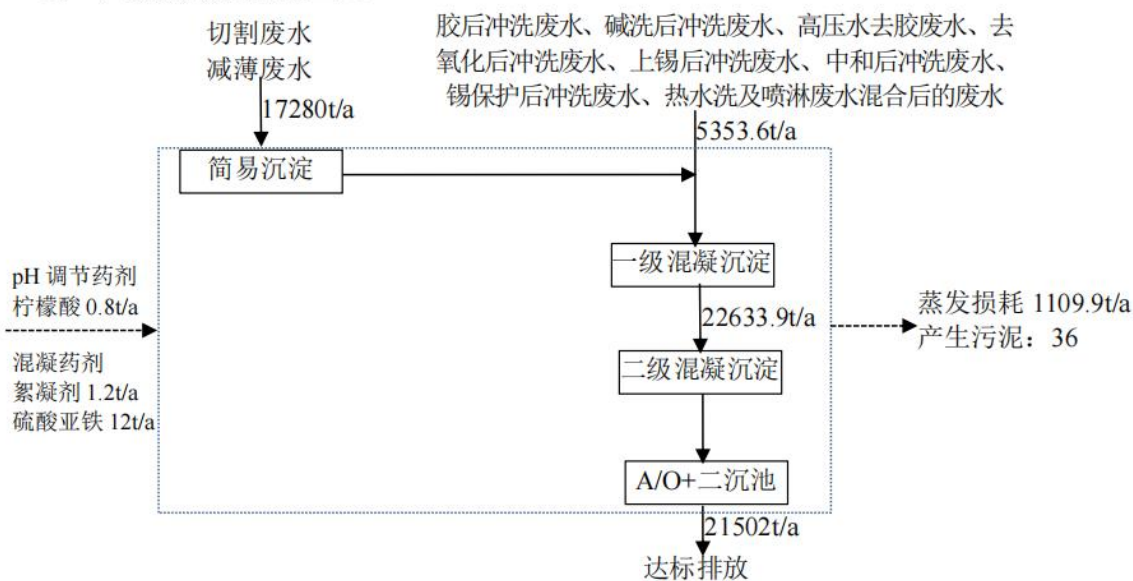 切割废水
减薄废水
17280t/a
胶后冲洗废水、碱洗后冲洗废水、高压水去胶废水、去
氧化后冲洗废水、上锡后冲洗废水、中和后冲洗废水、
锡保护后冲洗废水、热水洗及喷淋废水混合后的废水
5353.6t/a
简易沉淀
一级混凝沉淀
pH 调节药剂
柠檬酸 0.8t/a
混凝药剂
絮凝剂 1.2t/a
硫酸亚铁 12t/a
22633.9t/a
蒸发损耗 1109.9t/a
产生污泥：36
二级混凝沉淀
A/O+二沉池
21502t/a
达标排放